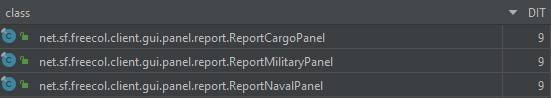 class DIT
net.sf.freecol.client.gui.panel.report.ReportCargoPanel 9
net.sf.freecol.client.gui.panel.report.ReportMilitaryPanel 9
net.sf.freecol.client.gui.panel.report.ReportNavalPanel 9